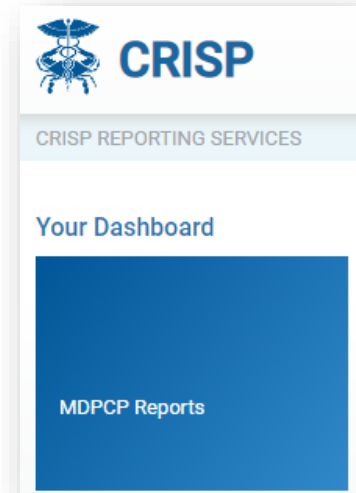 CRISP
CRISP REPORTING SERVICES
Your Dashboard
MDPCP Reports